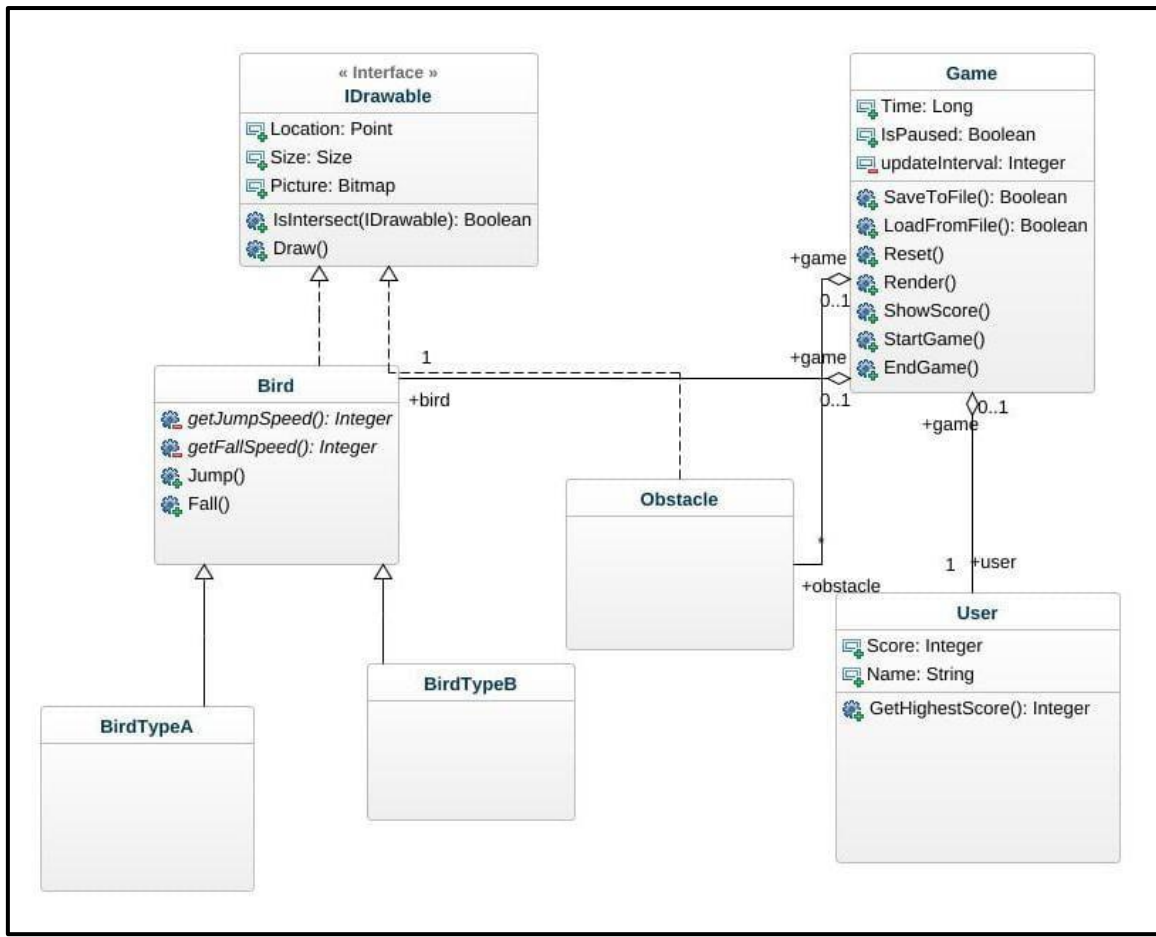 « Interface »
IDrawable
Location: Point
Size: Size
Picture: Bitmap
IsIntersect(IDrawable): Boolean
Draw()
Game
Time: Long
IsPaused: Boolean
updateInterval: Integer
SaveToFile(): Boolean
LoadFromFile(): Boolean
Reset()
Render()
ShowScore()
StartGame()
EndGame()
+game
0..1
+game
0..1
1
+bird
0..1
+game
Bird
getJumpSpeed(): Integer
getFallSpeed(): Integer
Jump()
Fall()
Obstacle
*
+obstacle
1
+user
User
Score: Integer
Name: String
GetHighestScore(): Integer
BirdTypeB
BirdTypeA